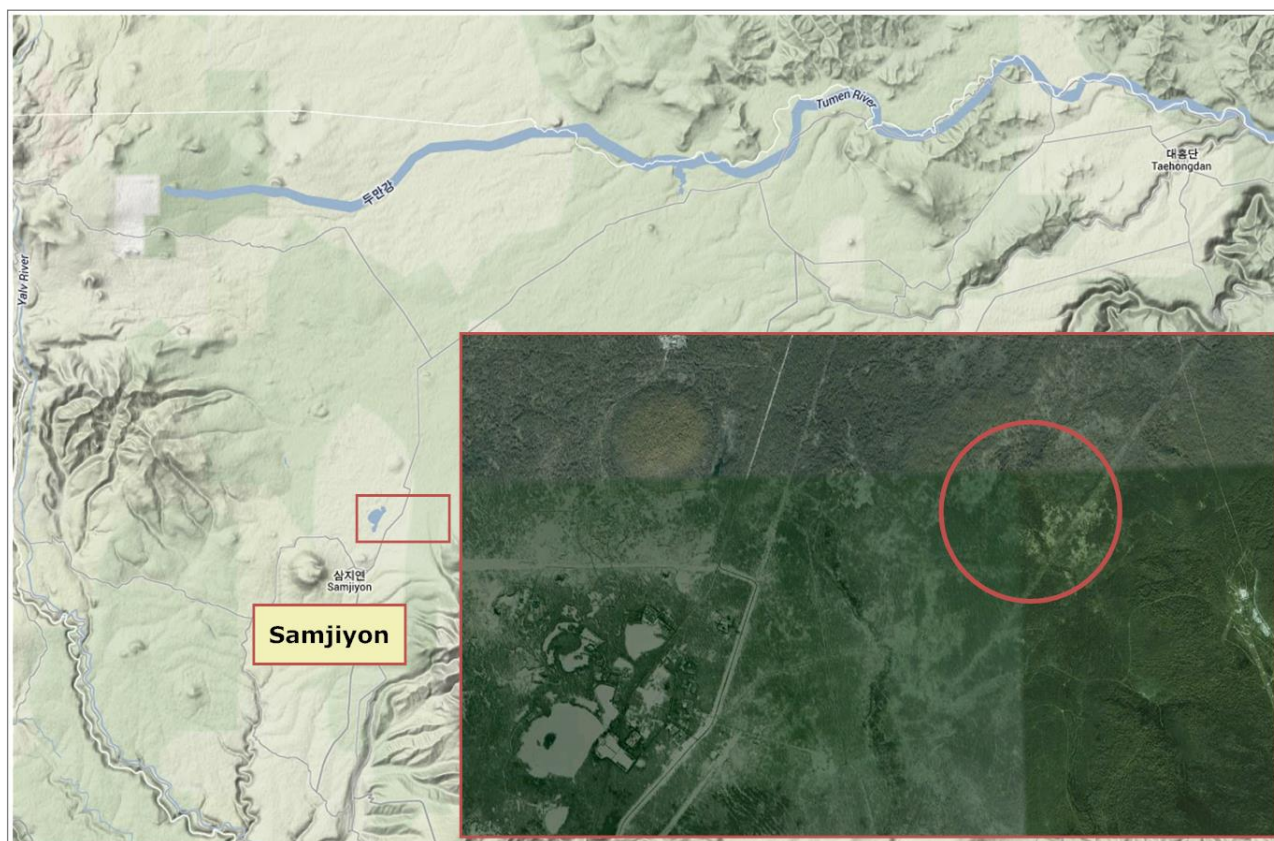 Tumen River
대홍단
Taehongdan
두만강
Yalv River
삼지연
Samjiyon
Samjiyon